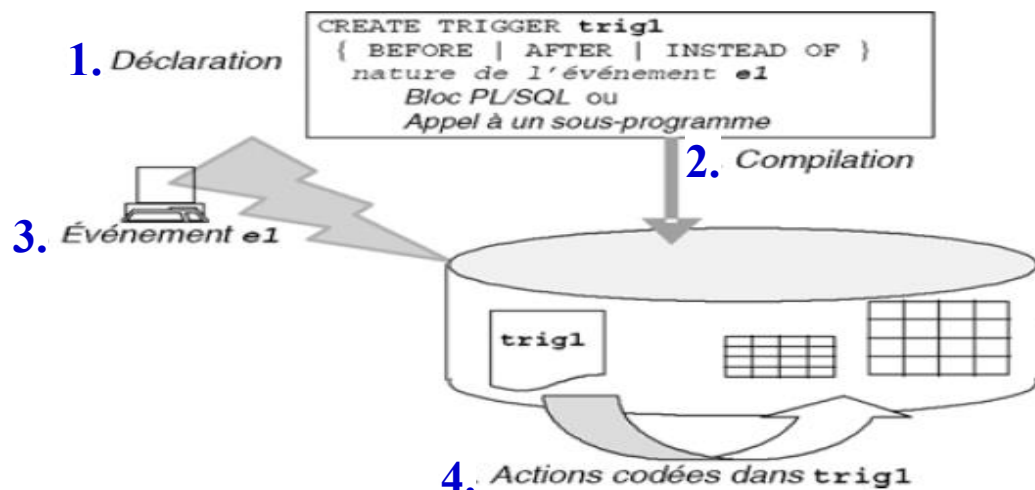 CREATE TRIGGER trig1
{ BEFORE | AFTER | INSTEAD OF }
nature de l'événement e1
Bloc PL/SQL ou
Appel à un sous-programme
1. Déclaration
2. Compilation
3. Événement e1
trig1
4. Actions codées dans trig1